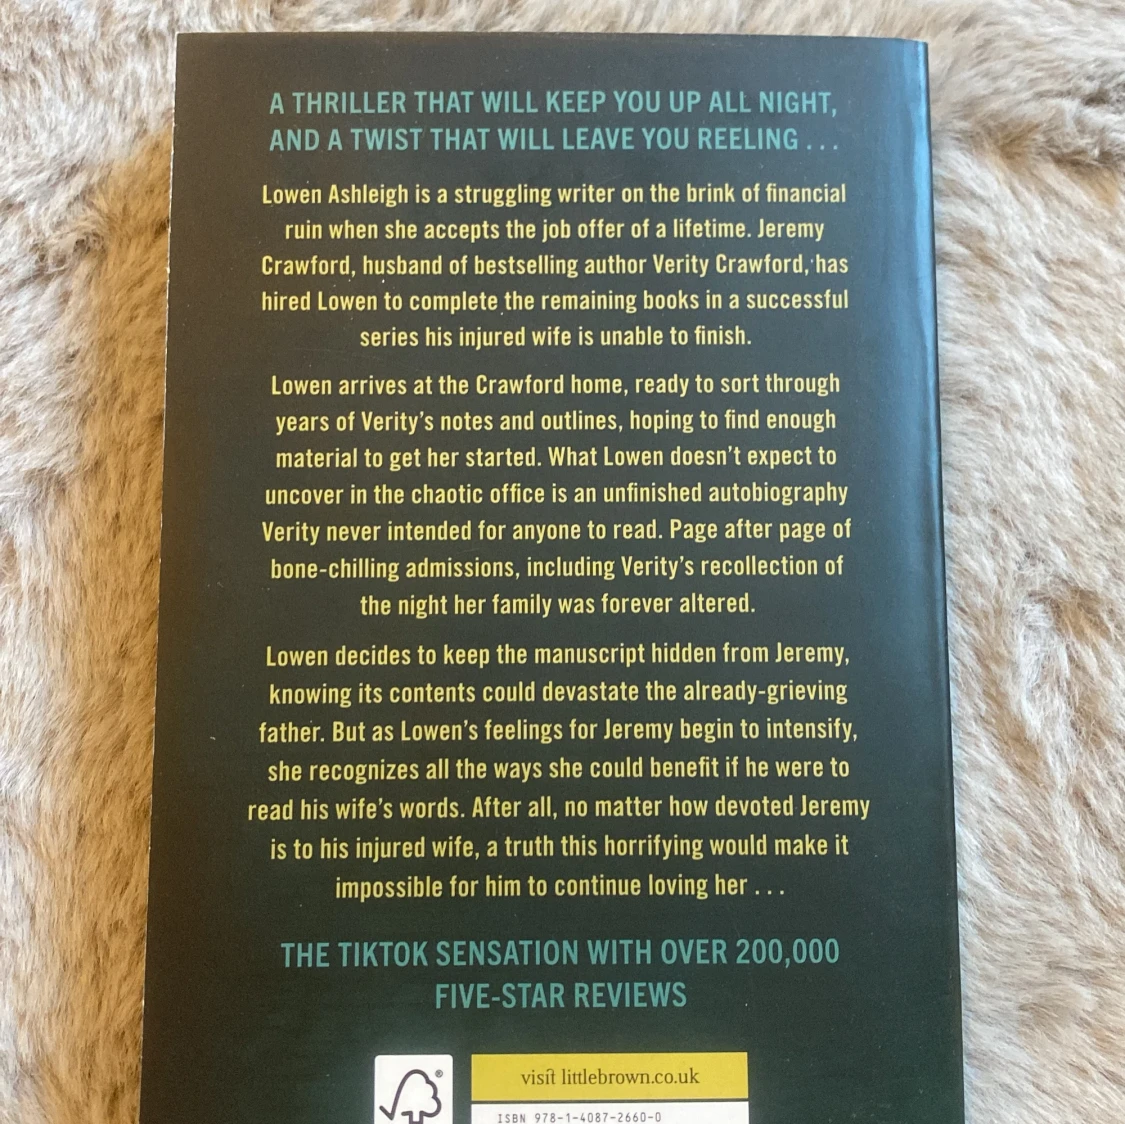 A THRILLER THAT WILL KEEP YOU UP ALL NIGHT,
AND A TWIST THAT WILL LEAVE YOU REELING . . .
Lowen Ashleigh is a struggling writer on the brink of financial
ruin when she accepts the job offer of a lifetime. Jeremy
Crawford, husband of bestselling author Verity Crawford, has
hired Lowen to complete the remaining books in a successful
series his injured wife is unable to finish.
Lowen arrives at the Crawford home, ready to sort through
years of Verity's notes and outlines, hoping to find enough
material to get her started. What Lowen doesn't expect to
uncover in the chaotic office is an unfinished autobiography
Verity never intended for anyone to read. Page after page of
bone-chilling admissions, including Verity's recollection of
the night her family was forever altered.
Lowen decides to keep the manuscript hidden from Jeremy,
knowing its contents could devastate the already-grieving
father. But as Lowen's feelings for Jeremy begin to intensify,
she recognizes all the ways she could benefit if he were to
read his wife's words. After all, no matter how devoted Jeremy
is to his injured wife, a truth this horrifying would make it
impossible for him to continue loving her . . .
THE TIKTOK SENSATION WITH OVER 200,000
FIVE-STAR REVIEWS
®
visit littlebrown.co.uk
ISBN 978-1-4087-2660-0